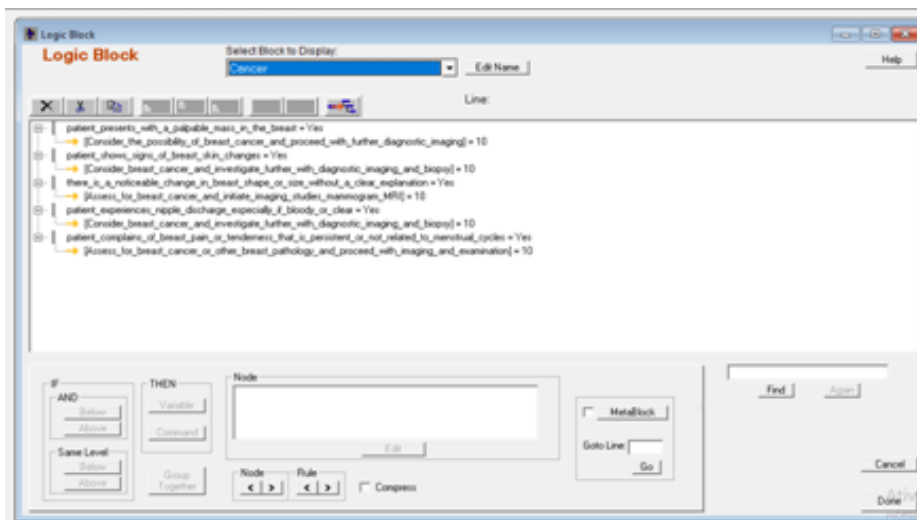 Logic Block
Logic Block
Select Block to Display:
Cancer
Edit Name
Help
Line:
patient_presents_with_a_palpable_mass_in_the_breast = Yes
[Consider_the_possibility_of_breast_cancer_and_proceed_with_further_diagnostic_imaging] = 10
patient_shows_signs_of_breast_skin_changes = Yes
[Consider_breast_cancer_and_investigate_further_with_diagnostic_imaging_and_biopsy] = 10
there_is_a_noticeable_change_in_breast_shape_or_size_without_a_clear_explanation = Yes
[Assess_for_breast_cancer_and_initiate_imaging_studies_mammogram_MRI] = 10
patient_experiences_nipple_discharge_especially_if_bloody_or_clear = Yes
[Consider_breast_cancer_and_investigate_further_with_diagnostic_imaging_and_biopsy] = 10
patient_complains_of_breast_pain_or_tenderness_that_is_persistent_or_not_related_to_menstrual_cycles = Yes
[Assess_for_breast_cancer_or_other_breast_pathology_and_proceed_with_imaging_and_examination] = 10
IF
AND
Below
Above
Same Level
Below
Above
THEN
Variable
Command
Group Together
Node
Edit
Node
< >
Rule
< >
Compress
MetaBlock
Goto Line:
Go
Find
Again
Cancel
Done
Ativ